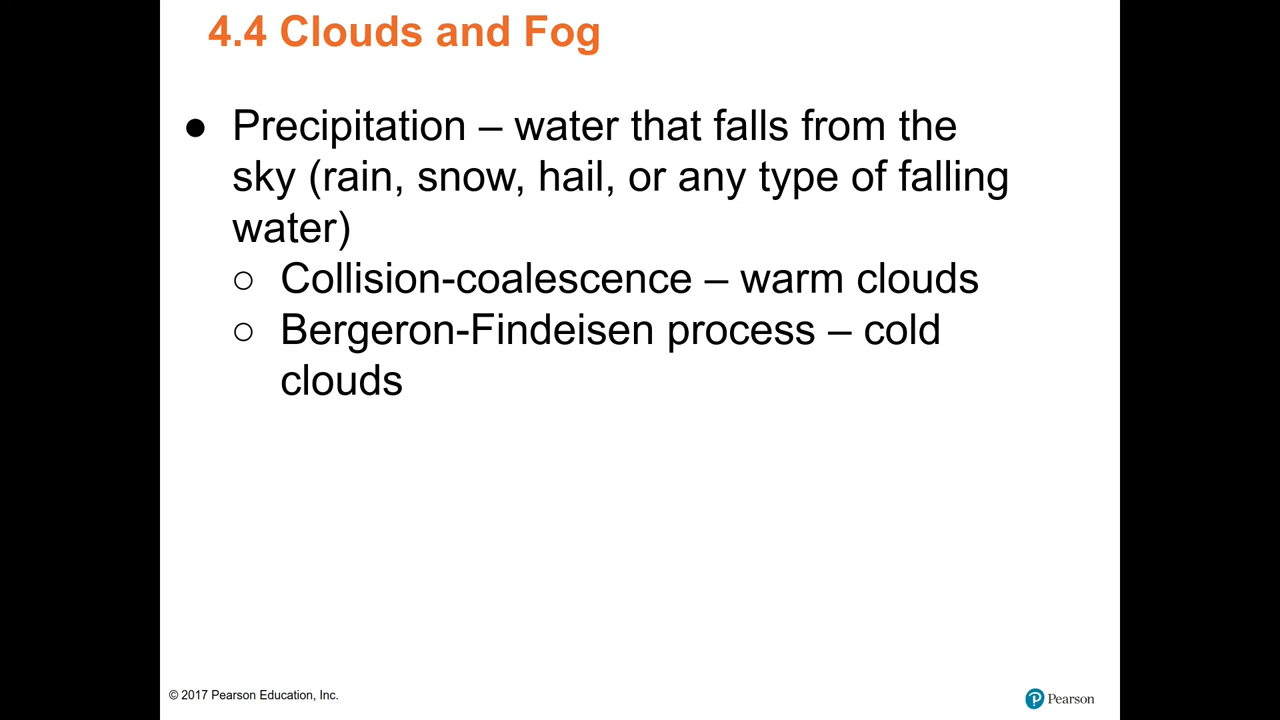 4.4 Clouds and Fog
● Precipitation – water that falls from the
sky (rain, snow, hail, or any type of falling
water)
○ Collision-coalescence – warm clouds
○ Bergeron-Findeisen process – cold
clouds
© 2017 Pearson Education, Inc.
P Pearson